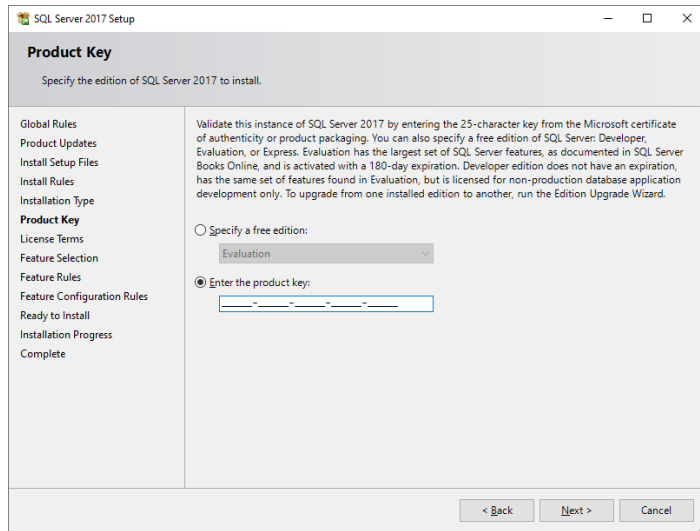 SQL Server 2017 Setup
Product Key
Specify the edition of SQL Server 2017 to install.
Global Rules
Product Updates
Install Setup Files
Install Rules
Installation Type
Product Key
License Terms
Feature Selection
Feature Rules
Feature Configuration Rules
Ready to Install
Installation Progress
Complete
Validate this instance of SQL Server 2017 by entering the 25-character key from the Microsoft certificate
of authenticity or product packaging. You can also specify a free edition of SQL Server: Developer,
Evaluation, or Express. Evaluation has the largest set of SQL Server features, as documented in SQL Server
Books Online, and is activated with a 180-day expiration. Developer edition does not have an expiration,
has the same set of features found in Evaluation, but is licensed for non-production database application
development only. To upgrade from one installed edition to another, run the Edition Upgrade Wizard.
Specify a free edition:
Evaluation
Enter the product key:
_____-_____-_____-_____-_____
< Back
Next >
Cancel